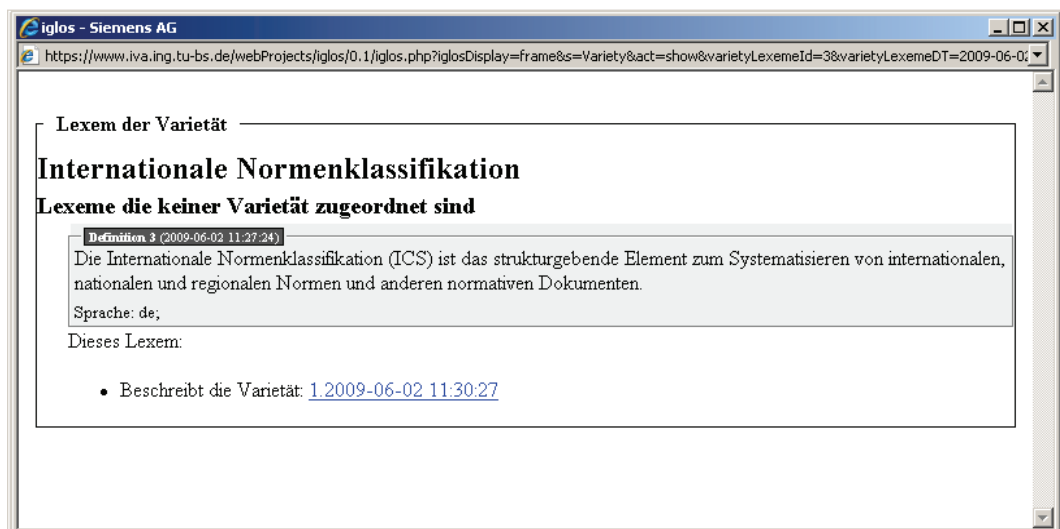 iglos - Siemens AG
https://www.iva.ing.tu-bs.de/webProjects/iglos/0.1/iglos.php?iglosDisplay=frame&s=Variety&act=show&varietyLexemeId=3&varietyLexemeDT=2009-06-02
Lexem der Varietät
Internationale Normenklassifikation
Lexeme die keiner Varietät zugeordnet sind
Definition 3 (2009-06-02 11:27:24)
Die Internationale Normenklassifikation (ICS) ist das strukturgebende Element zum Systematisieren von internationalen,
nationalen und regionalen Normen und anderen normativen Dokumenten.
Sprache: de;
Dieses Lexem:
• Beschreibt die Varietät: 1.2009-06-02 11:30:27